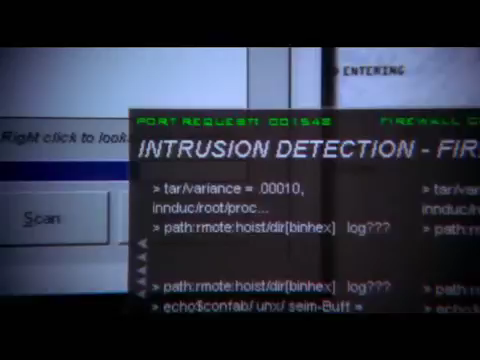 ENTERING
PORT REQUEST: 001548 FIREWALL
Right click to look
INTRUSION DETECTION - FIR
> tar/variance = .00010, > tar/var
innduc/root/proc... innduc/r
> path:rmote:hoist/dir[binhex] log??? > path:r
Scan
> path:rmote:hoist/dir[binhex] log??? > path:r
> echo$confab/ unx/ seim-Buff = > echo$